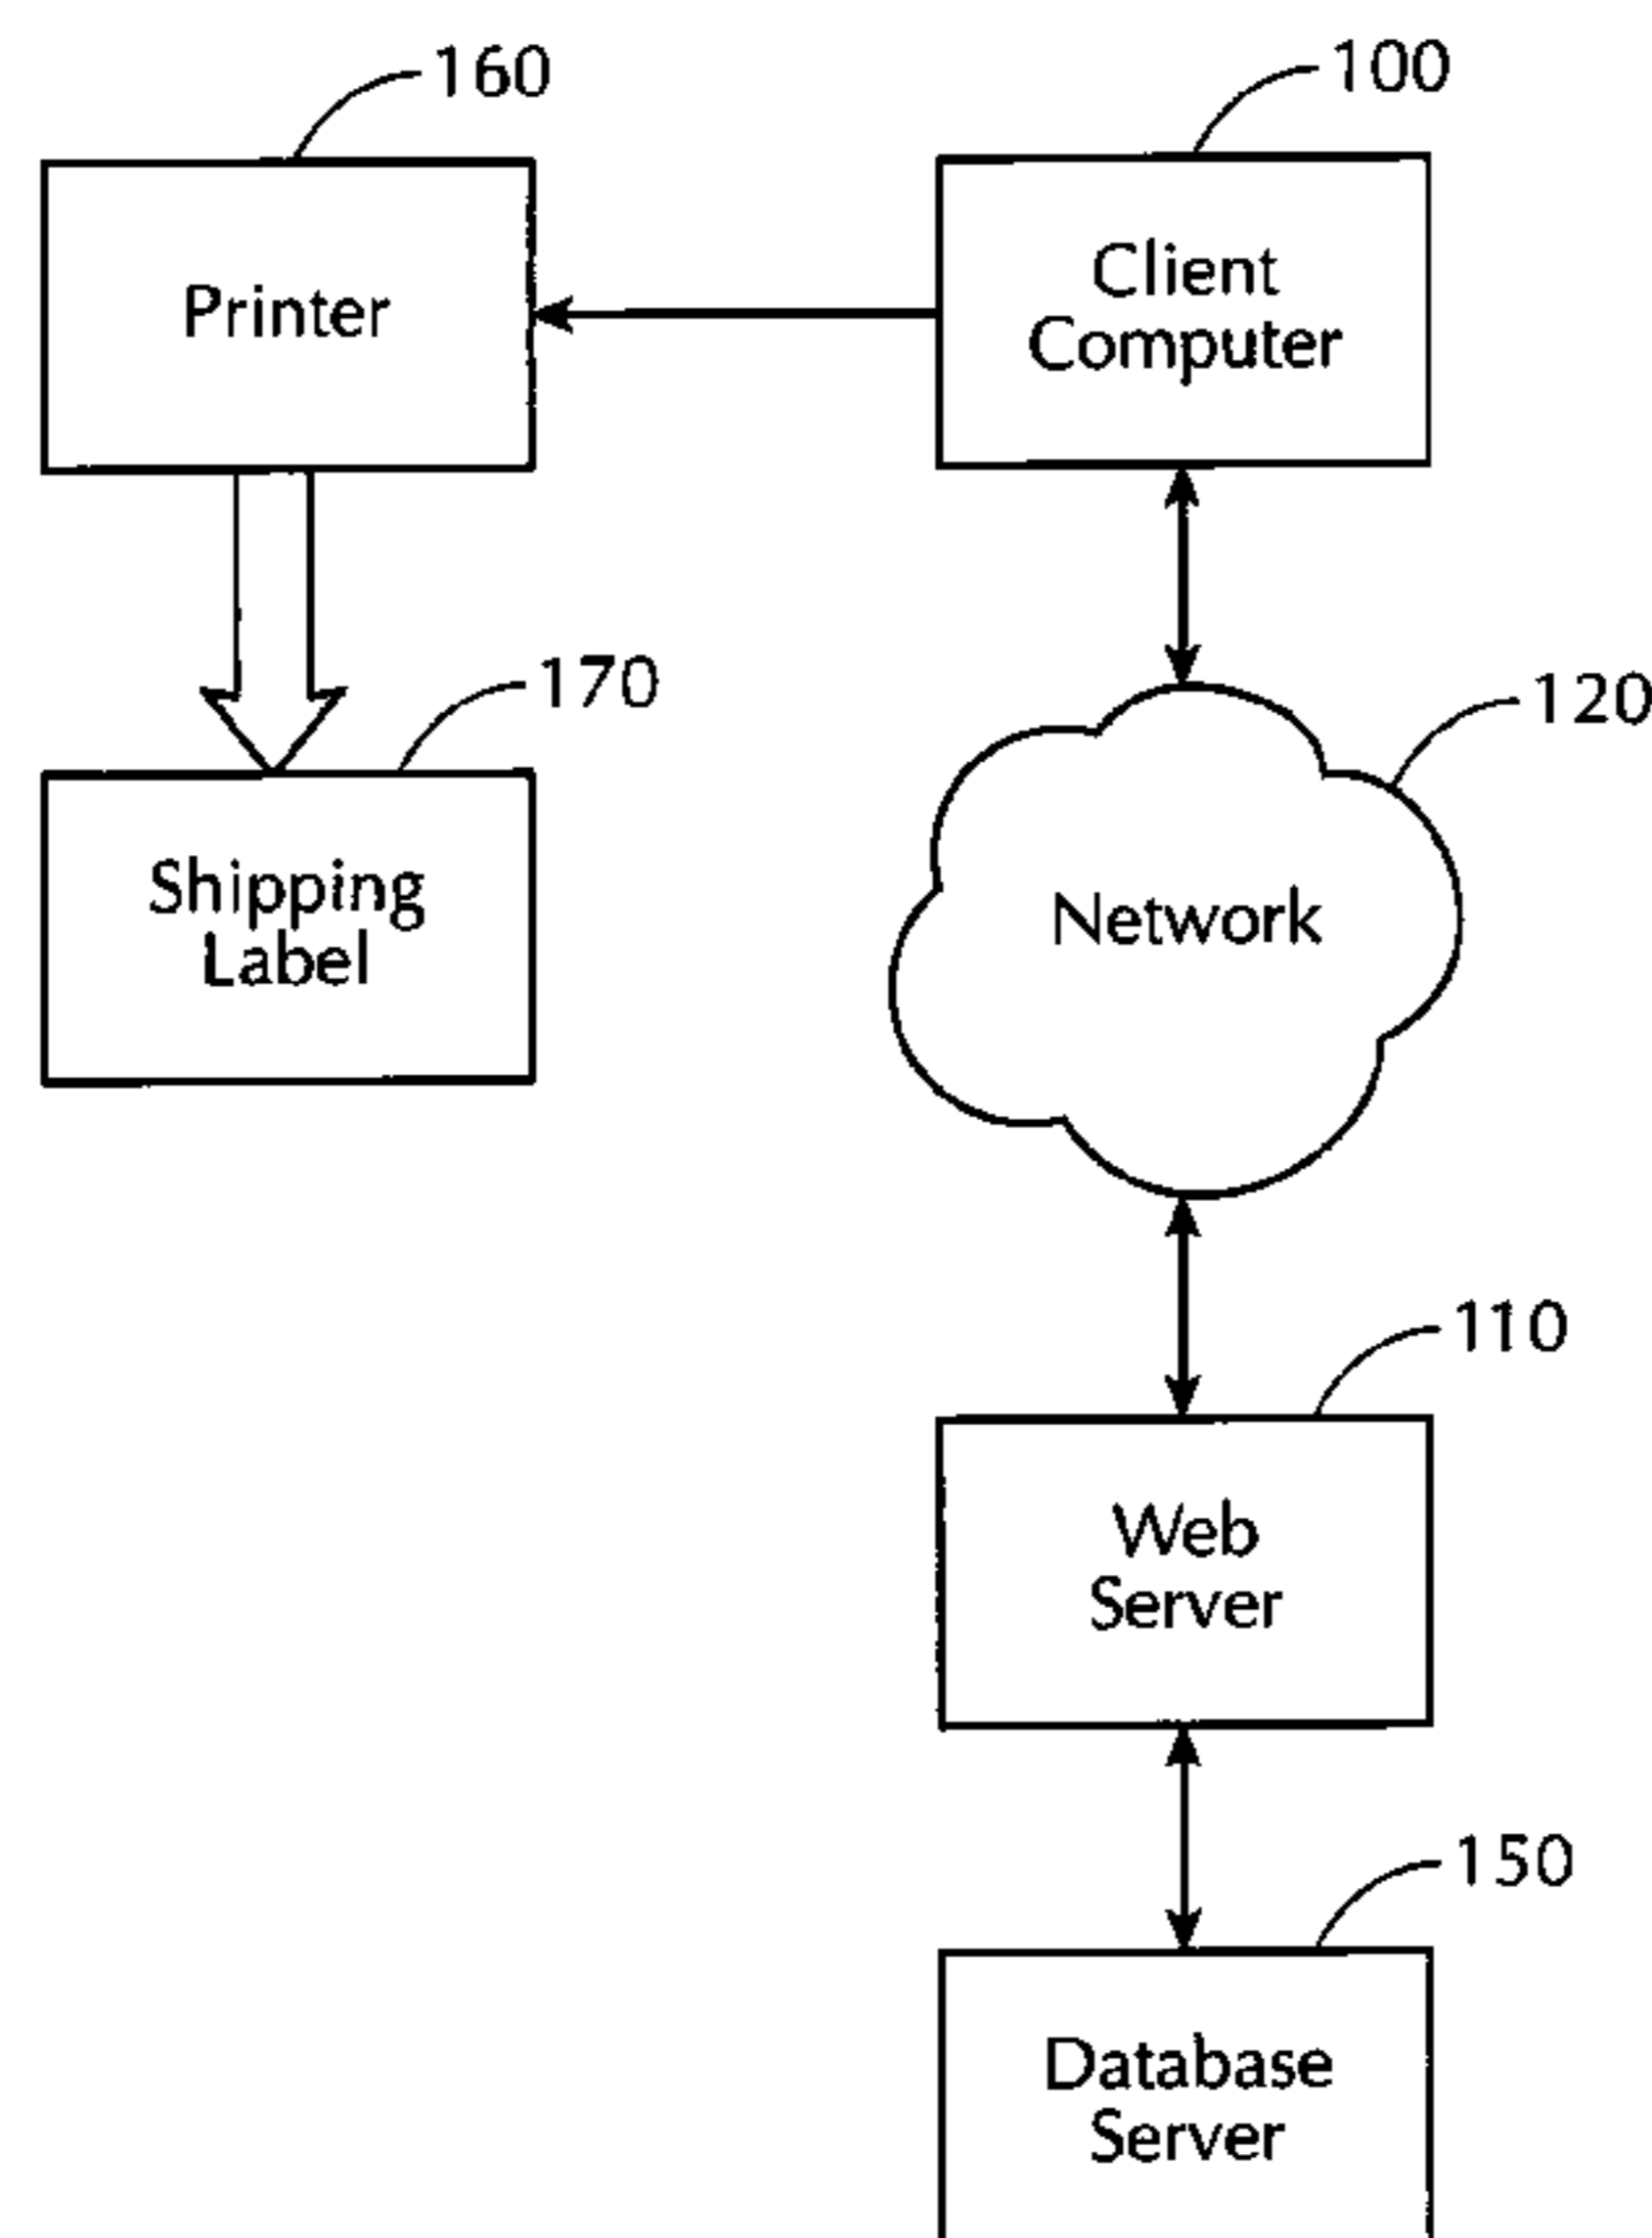 160
100
Printer
Client
Computer
170
120
Shipping
Label
Network
110
Web
Server
150
Database
Server